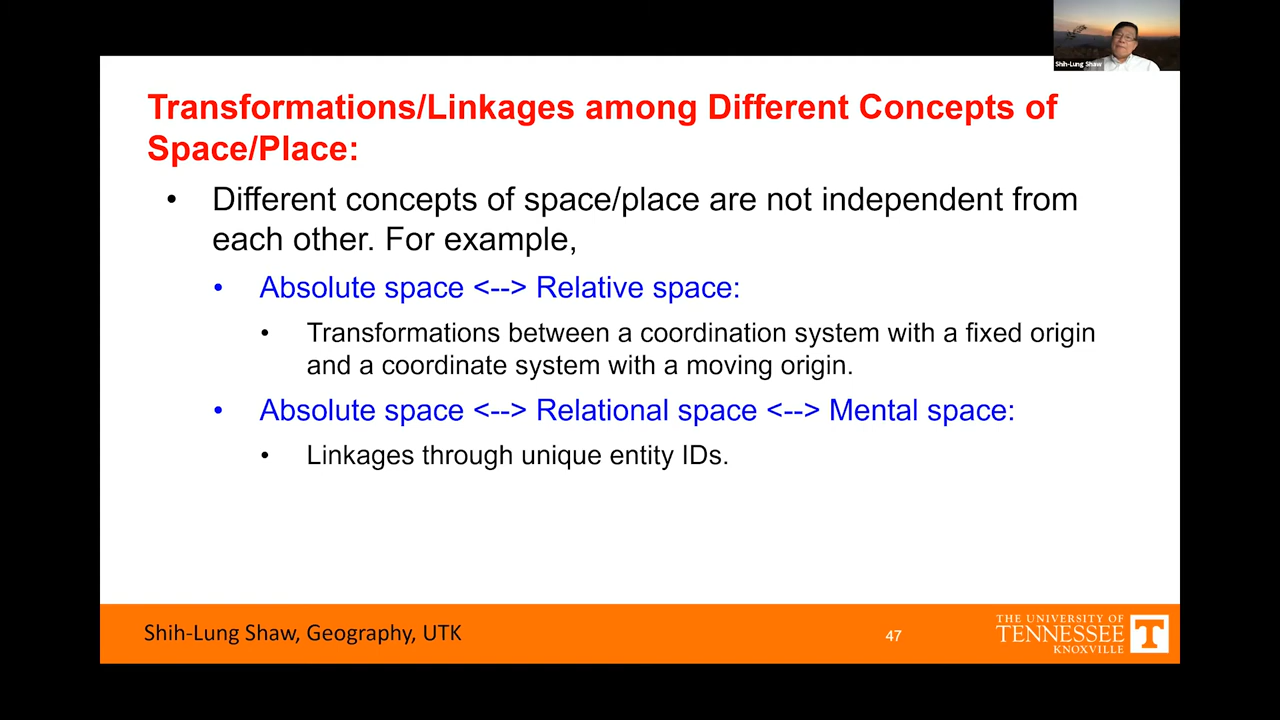 Shih-Lung Shaw
Transformations/Linkages among Different Concepts of
Space/Place:
• Different concepts of space/place are not independent from
each other. For example,
• Absolute space <--> Relative space:
• Transformations between a coordination system with a fixed origin
and a coordinate system with a moving origin.
• Absolute space <--> Relational space <--> Mental space:
• Linkages through unique entity IDs.
Shih-Lung Shaw, Geography, UTK
47
THE UNIVERSITY OF
TENNESSEE
KNOXVILLE
T